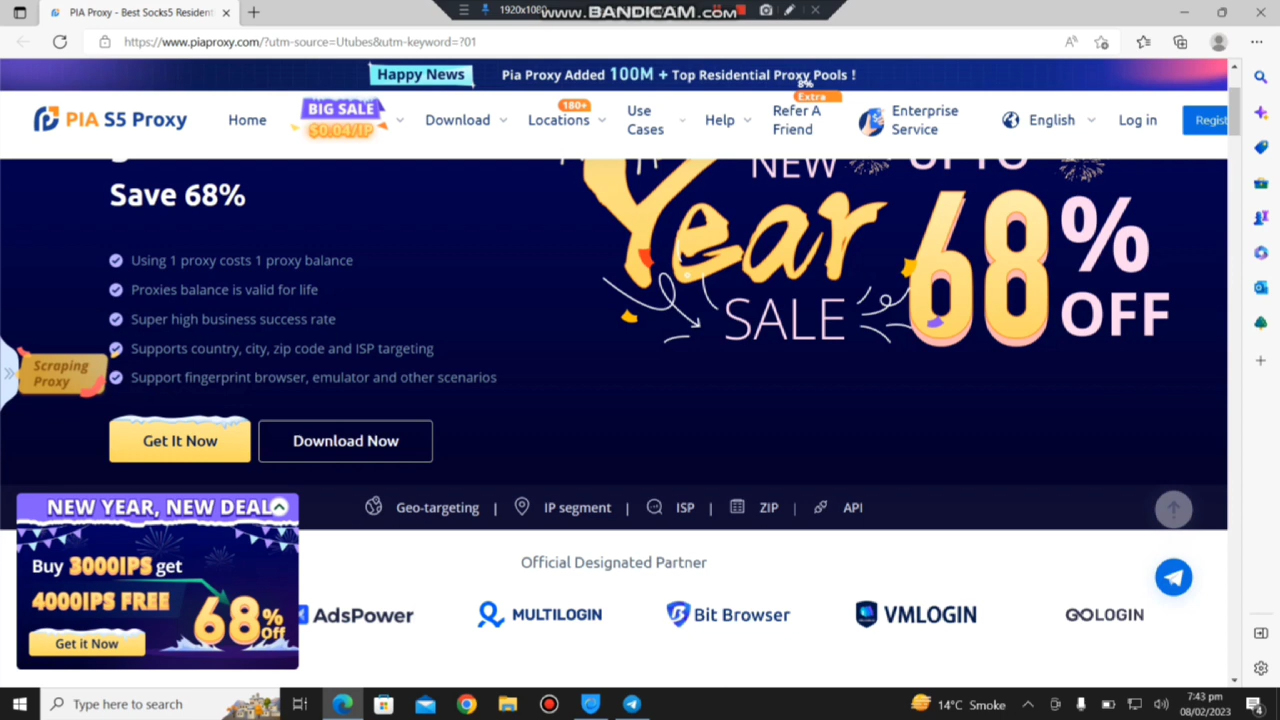 1920x1080
www.BANDICAM.com
PIA Proxy - Best Socks5 Resident
https://www.piaproxy.com/?utm-source=Utubes&utm-keyword=?01
Happy News
Pia Proxy Added 100M + Top Residential Proxy Pools !
PIA S5 Proxy
Home
BIG SALE
$0.04/IP
Download
180+
Locations
Use
Cases
Help
8%
Extra
Refer A
Friend
Enterprise
Service
English
Log in
Regist
Save 68%
Using 1 proxy costs 1 proxy balance
Proxies balance is valid for life
Super high business success rate
Supports country, city, zip code and ISP targeting
Support fingerprint browser, emulator and other scenarios
Scraping
Proxy
Get It Now
Download Now
NEW
UP TO
Year
SALE
68%
OFF
NEW YEAR, NEW DEAL
Buy 3000IPS get
4000IPS FREE
68% Off
Get it Now
Geo-targeting | IP segment | ISP | ZIP | API
Official Designated Partner
AdsPower
MULTILOGIN
Bit Browser
VMLOGIN
GOLOGIN
Type here to search
14°C Smoke
7:43 pm
08/02/2023
4